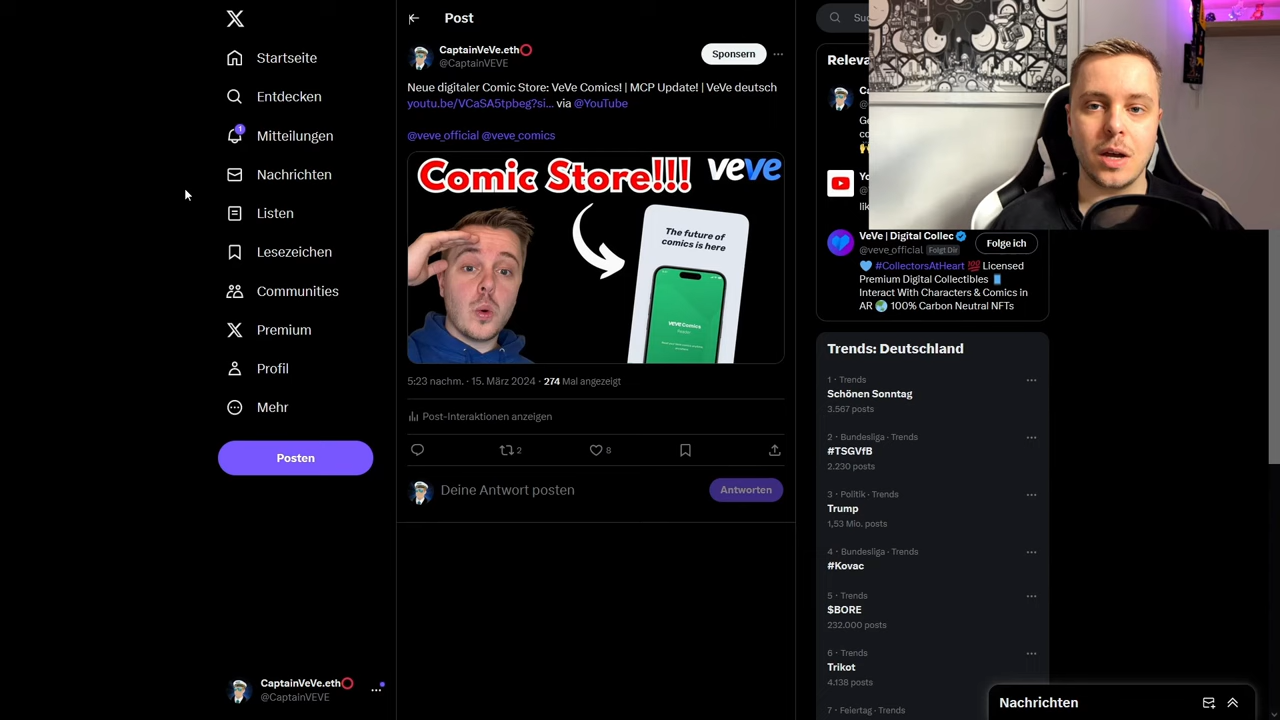 Startseite
Entdecken
1
Mitteilungen
Nachrichten
Listen
Lesezeichen
Communities
Premium
Profil
Mehr
Posten
CaptainVeVe.eth⭕
@CaptainVEVE
Post
CaptainVeVe.eth⭕
@CaptainVEVE
Sponsern
Neue digitaler Comic Store: VeVe Comics! | MCP Update! | VeVe deutsch
youtu.be/VCaSA5tpbeg?si... via @YouTube
@veve_official @veve_comics
Comic Store!!!
veve
The future of
comics is here
VEVE Comics
5:23 nachm. · 15. März 2024 · 274 Mal angezeigt
Post-Interaktionen anzeigen
2
8
Deine Antwort posten
Antworten
Releva
VeVe | Digital Collec
@veve_official Folgt Dir
Folge ich
💙 #CollectorsAtHeart 💯 Licensed
Premium Digital Collectibles
Interact With Characters & Comics in
AR 🌏 100% Carbon Neutral NFTs
Trends: Deutschland
1 · Trends
Schönen Sonntag
3.567 posts
2 · Bundesliga · Trends
#TSGVfB
2.230 posts
3 · Politik · Trends
Trump
1,53 Mio. posts
4 · Bundesliga · Trends
#Kovac
5 · Trends
$BORE
232.000 posts
6 · Trends
Trikot
4.138 posts
7 · Feiertag · Trends
Nachrichten